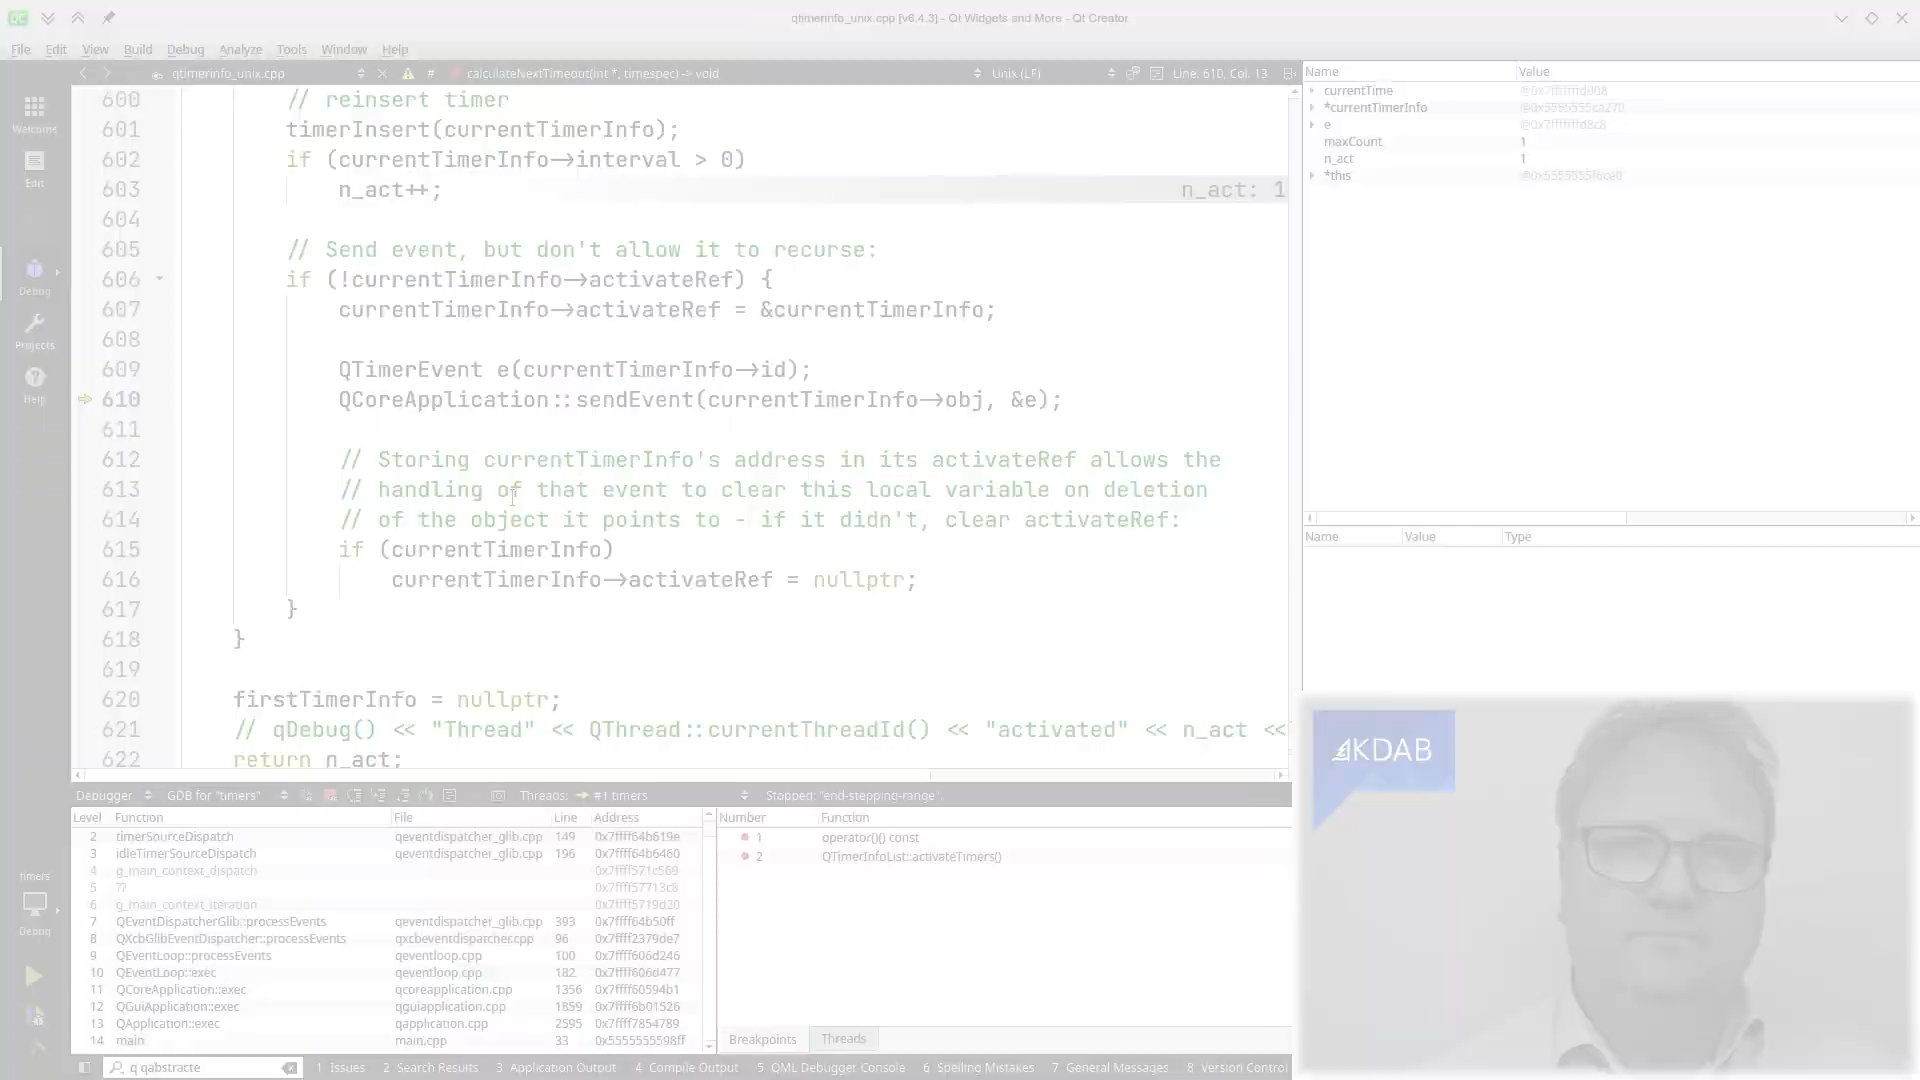 qtimerinfo_unix.cpp [v6.4.3] - Qt Widgets and More - Qt Creator
File Edit View Build Debug Analyze Tools Window Help
qtimerinfo_unix.cpp # calculateNextTimeout(int *, timespec) -> void Unix (LF) Line: 610, Col: 13
Welcome
Edit
Debug
Projects
Help
timers
Debug
600 // reinsert timer
601 timerInsert(currentTimerInfo);
602 if (currentTimerInfo->interval > 0)
603 n_act++; n_act: 1
604
605 // Send event, but don't allow it to recurse:
606 if (!currentTimerInfo->activateRef) {
607 currentTimerInfo->activateRef = &currentTimerInfo;
608
609 QTimerEvent e(currentTimerInfo->id);
610 QCoreApplication::sendEvent(currentTimerInfo->obj, &e);
611
612 // Storing currentTimerInfo's address in its activateRef allows the
613 // handling of that event to clear this local variable on deletion
614 // of the object it points to - if it didn't, clear activateRef:
615 if (currentTimerInfo)
616 currentTimerInfo->activateRef = nullptr;
617 }
618 }
619
620 firstTimerInfo = nullptr;
621 // qDebug() << "Thread" << QThread::currentThreadId() << "activated" << n_act <<
622 return n_act;
Name Value
currentTime @0x7fffffffd908
*currentTimerInfo @0x5555555ca270
e @0x7fffffffd8c8
maxCount 1
n_act 1
*this
Name Value Type
KDAB
Debugger GDB for "timers" Threads: #1 timers Stopped: "end-stepping-range".
Level Function File Line Address
2 timerSourceDispatch qeventdispatcher_glib.cpp 149 0x7ffff64b619e
3 idleTimerSourceDispatch qeventdispatcher_glib.cpp 196 0x7ffff64b6460
4 g_main_context_dispatch 0x7ffff571c569
5 ?? 0x7ffff57713c8
6 g_main_context_iteration 0x7ffff5719d20
7 QEventDispatcherGlib::processEvents qeventdispatcher_glib.cpp 393 0x7ffff64b50ff
8 QXcbGlibEventDispatcher::processEvents qxcbeventdispatcher.cpp 96 0x7ffff2379de7
9 QEventLoop::processEvents qeventloop.cpp 100 0x7ffff606d246
10 QEventLoop::exec qeventloop.cpp 182 0x7ffff606d477
11 QCoreApplication::exec qcoreapplication.cpp 1356 0x7ffff60594b1
12 QGuiApplication::exec qguiapplication.cpp 1859 0x7ffff6b01526
13 QApplication::exec qapplication.cpp 2595 0x7ffff7854789
14 main main.cpp 33 0x5555555598ff
Number Function
1 operator()() const
2 QTimerInfoList::activateTimers()
Breakpoints Threads
q qabstracte 1 Issues 2 Search Results 3 Application Output 4 Compile Output 5 QML Debugger Console 6 Spelling Mistakes 7 General Messages 8 Version Control